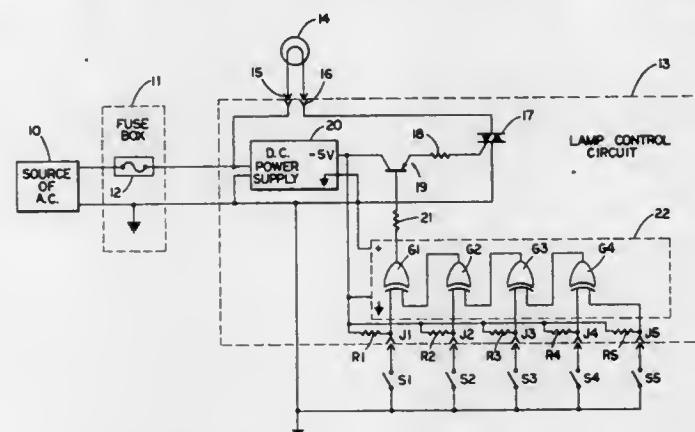 14
11
15
16
13
FUSE
BOX
20
18
17
10
D.C.
POWER
SUPPLY
-5V
LAMP CONTROL
CIRCUIT
SOURCE
OF
A.C.
12
19
21
22
+
G1
G2
G3
G4
J1
J2
J3
J4
J5
R1
R2
R3
R4
R5
S1
S2
S3
S4
S5